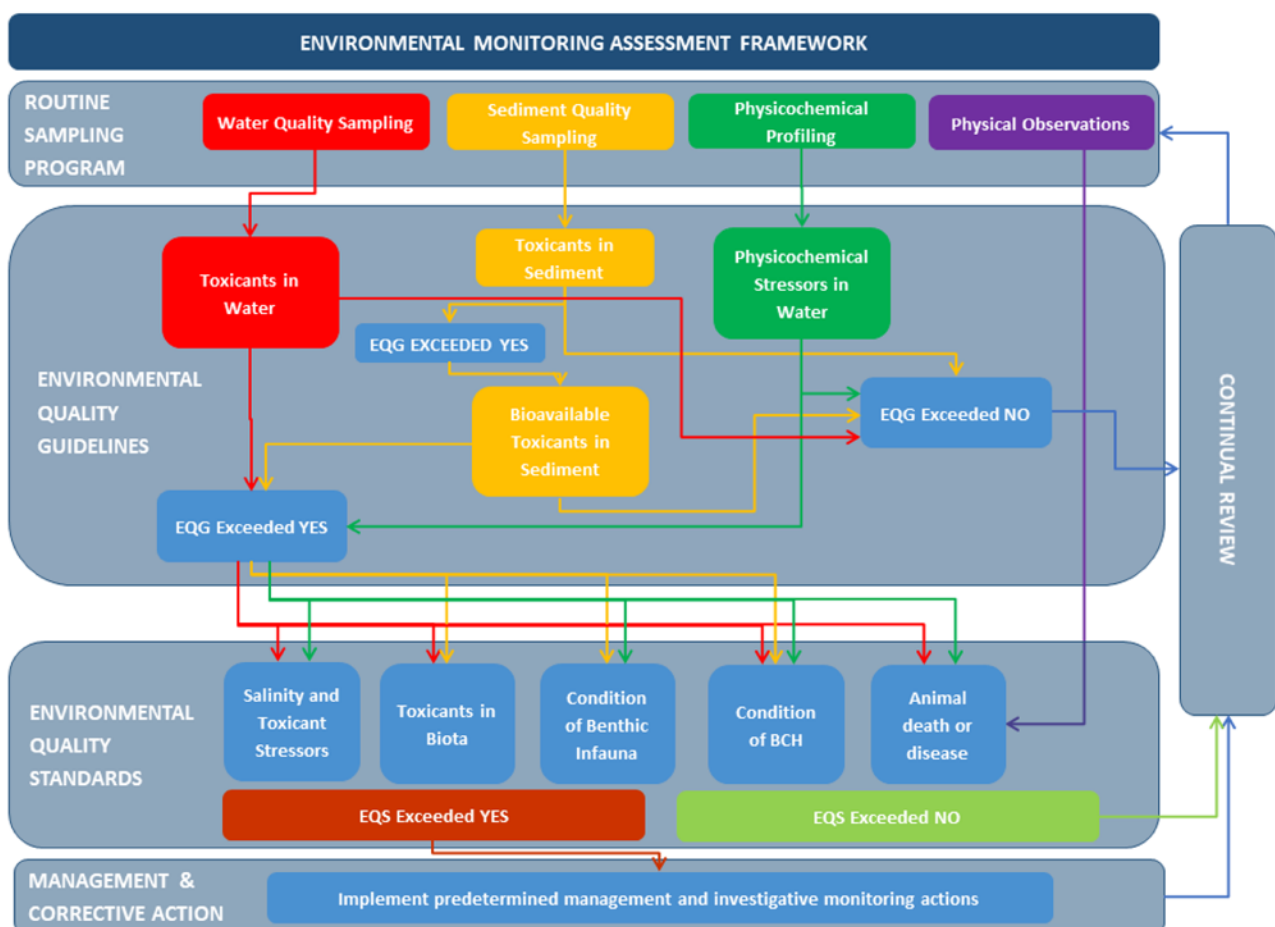 ENVIRONMENTAL MONITORING ASSESSMENT FRAMEWORK
ROUTINE
SAMPLING
PROGRAM
Water Quality Sampling
Sediment Quality
Sampling
Physicochemical
Profiling
Physical Observations
ENVIRONMENTAL
QUALITY
GUIDELINES
Toxicants in
Water
Toxicants in
Sediment
Physicochemical
Stressors in
Water
EQG EXCEEDED YES
Bioavailable
Toxicants in
Sediment
EQG Exceeded NO
EQG Exceeded YES
CONTINUAL REVIEW
ENVIRONMENTAL
QUALITY
STANDARDS
Salinity and
Toxicant
Stressors
Toxicants in
Biota
Condition
of Benthic
Infauna
Condition
of BCH
Animal
death or
disease
EQS Exceeded YES
EQS Exceeded NO
MANAGEMENT &
CORRECTIVE ACTION
Implement predetermined management and investigative monitoring actions